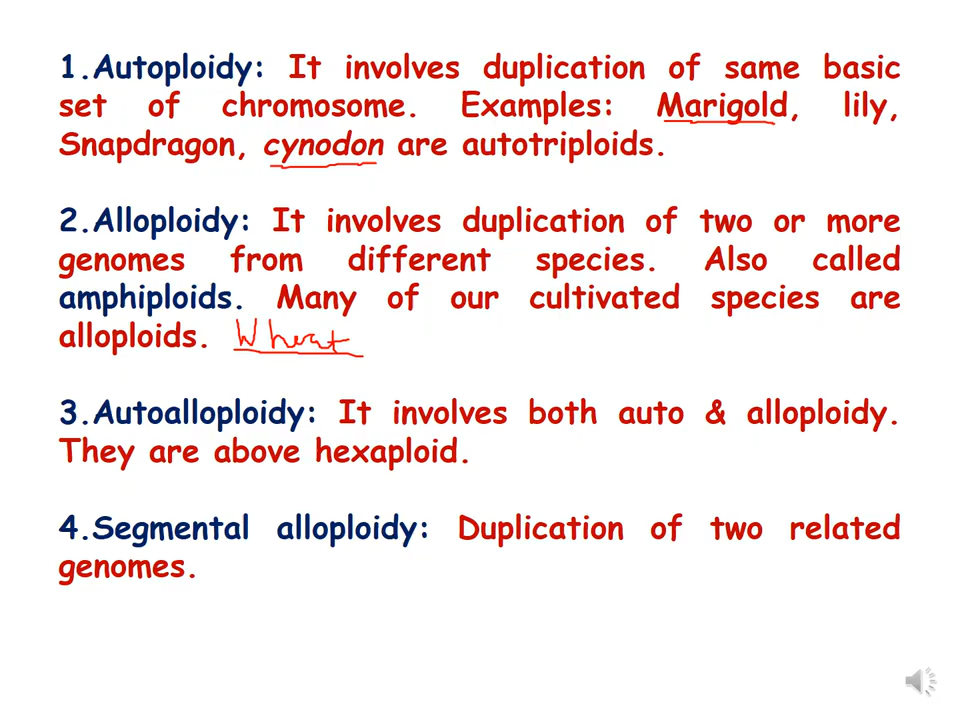 1.Autoploidy: It involves duplication of same basic
set of chromosome. Examples: Marigold, lily,
Snapdragon, cynodon are autotriploids.
2.Alloploidy: It involves duplication of two or more
genomes from different species. Also called
amphiploids. Many of our cultivated species are
alloploids. Wheat
3.Autoalloploidy: It involves both auto & alloploidy.
They are above hexaploid.
4.Segmental alloploidy: Duplication of two related
genomes.